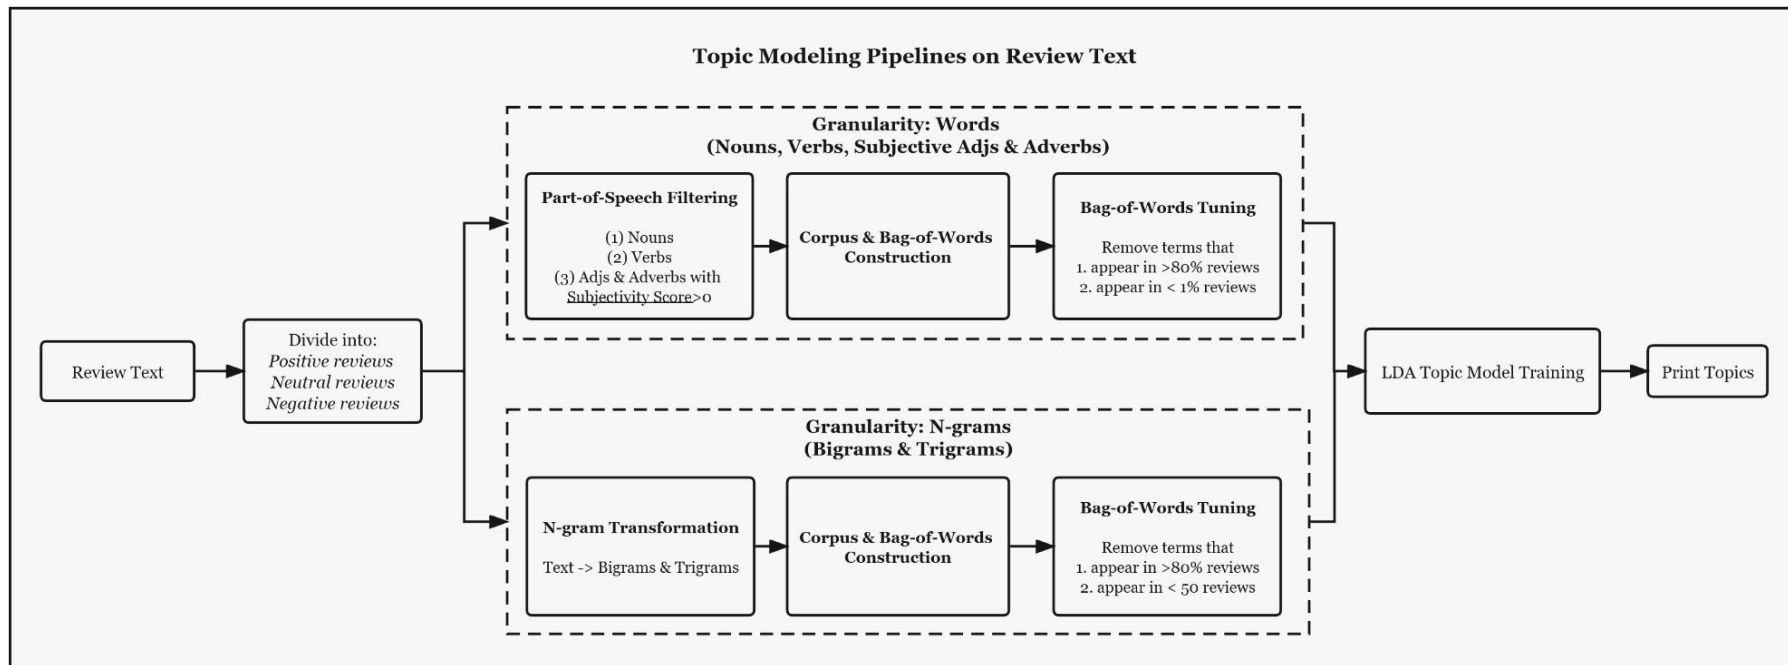 Topic Modeling Pipelines on Review Text
Review Text
Divide into:
Positive reviews
Neutral reviews
Negative reviews
Granularity: Words
(Nouns, Verbs, Subjective Adjs & Adverbs)
Part-of-Speech Filtering
(1) Nouns
(2) Verbs
(3) Adjs & Adverbs with
Subjectivity Score>0
Corpus & Bag-of-Words
Construction
Bag-of-Words Tuning
Remove terms that
1. appear in >80% reviews
2. appear in < 1% reviews
Granularity: N-grams
(Bigrams & Trigrams)
N-gram Transformation
Text -> Bigrams & Trigrams
Corpus & Bag-of-Words
Construction
Bag-of-Words Tuning
Remove terms that
1. appear in >80% reviews
2. appear in < 50 reviews
LDA Topic Model Training
Print Topics